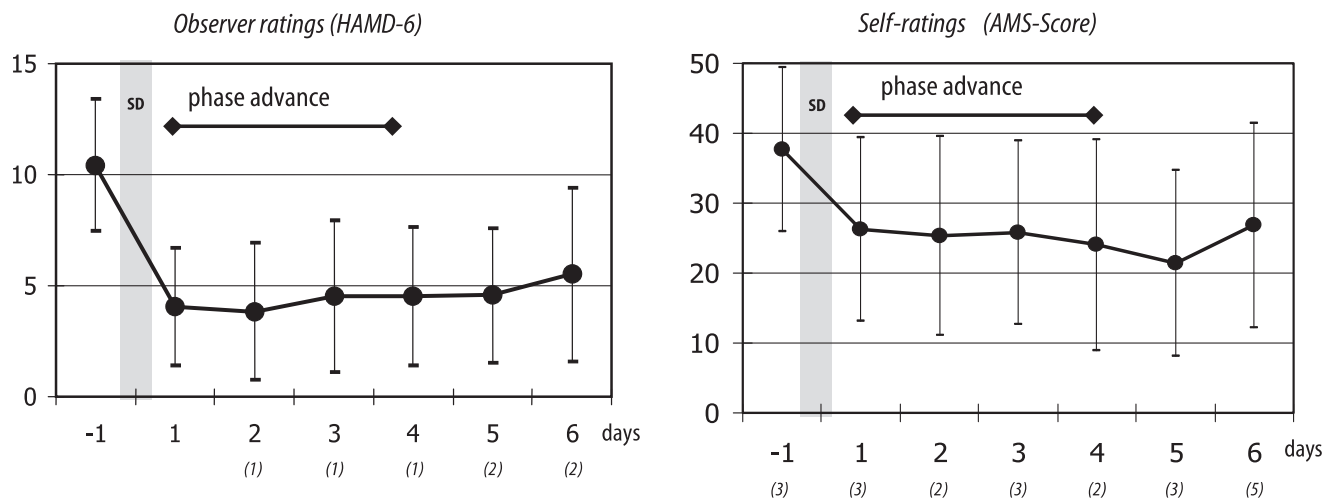 Observer ratings (HAMD-6)
15
10
5
0
SD
phase advance
-1 1 2 3 4 5 6 days
(1) (1) (1) (2) (2)
Self-ratings (AMS-Score)
50
40
30
20
10
0
SD
phase advance
-1 1 2 3 4 5 6 days
(3) (3) (2) (3) (2) (3) (5)